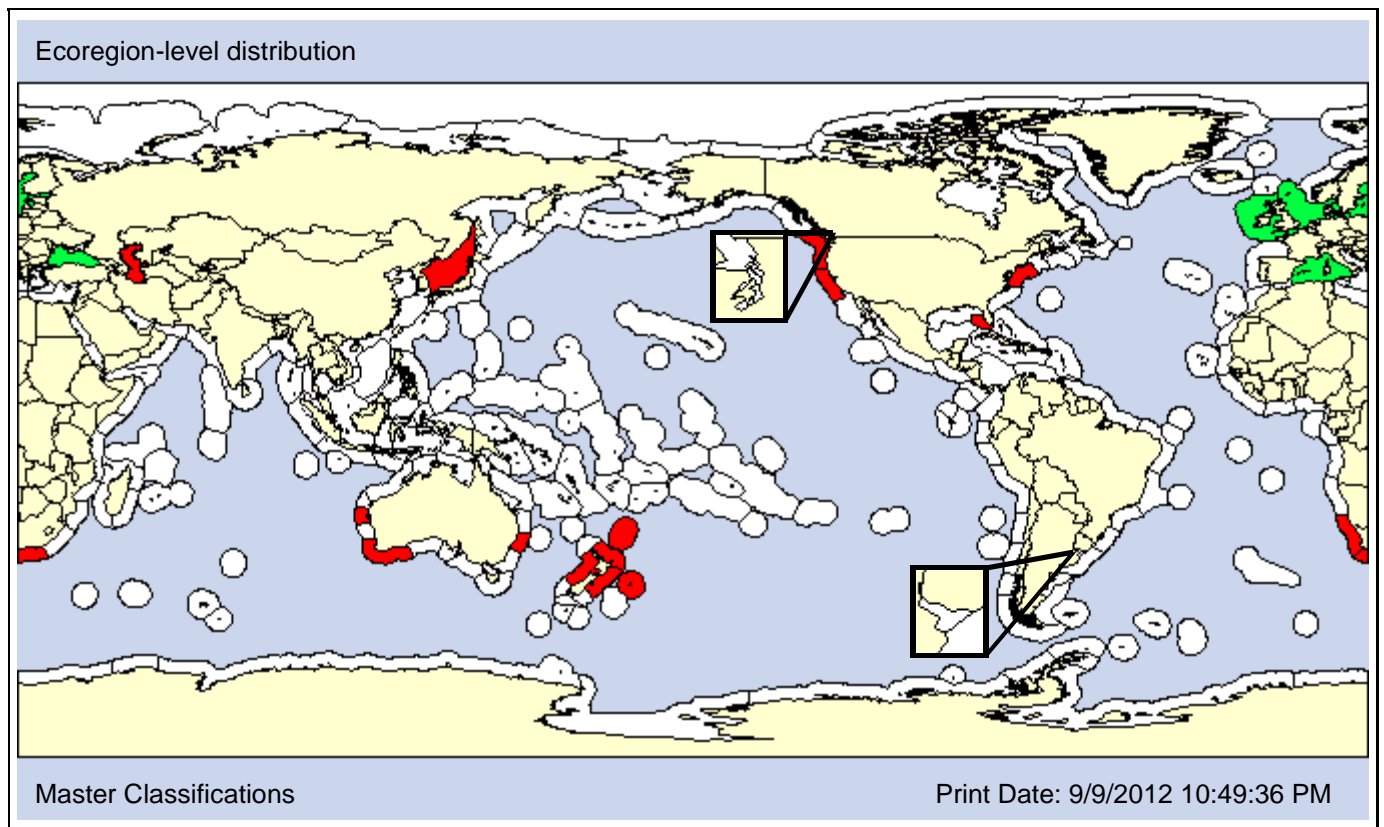 Ecoregion-level distribution
Master Classifications
Print Date: 9/9/2012 10:49:36 PM